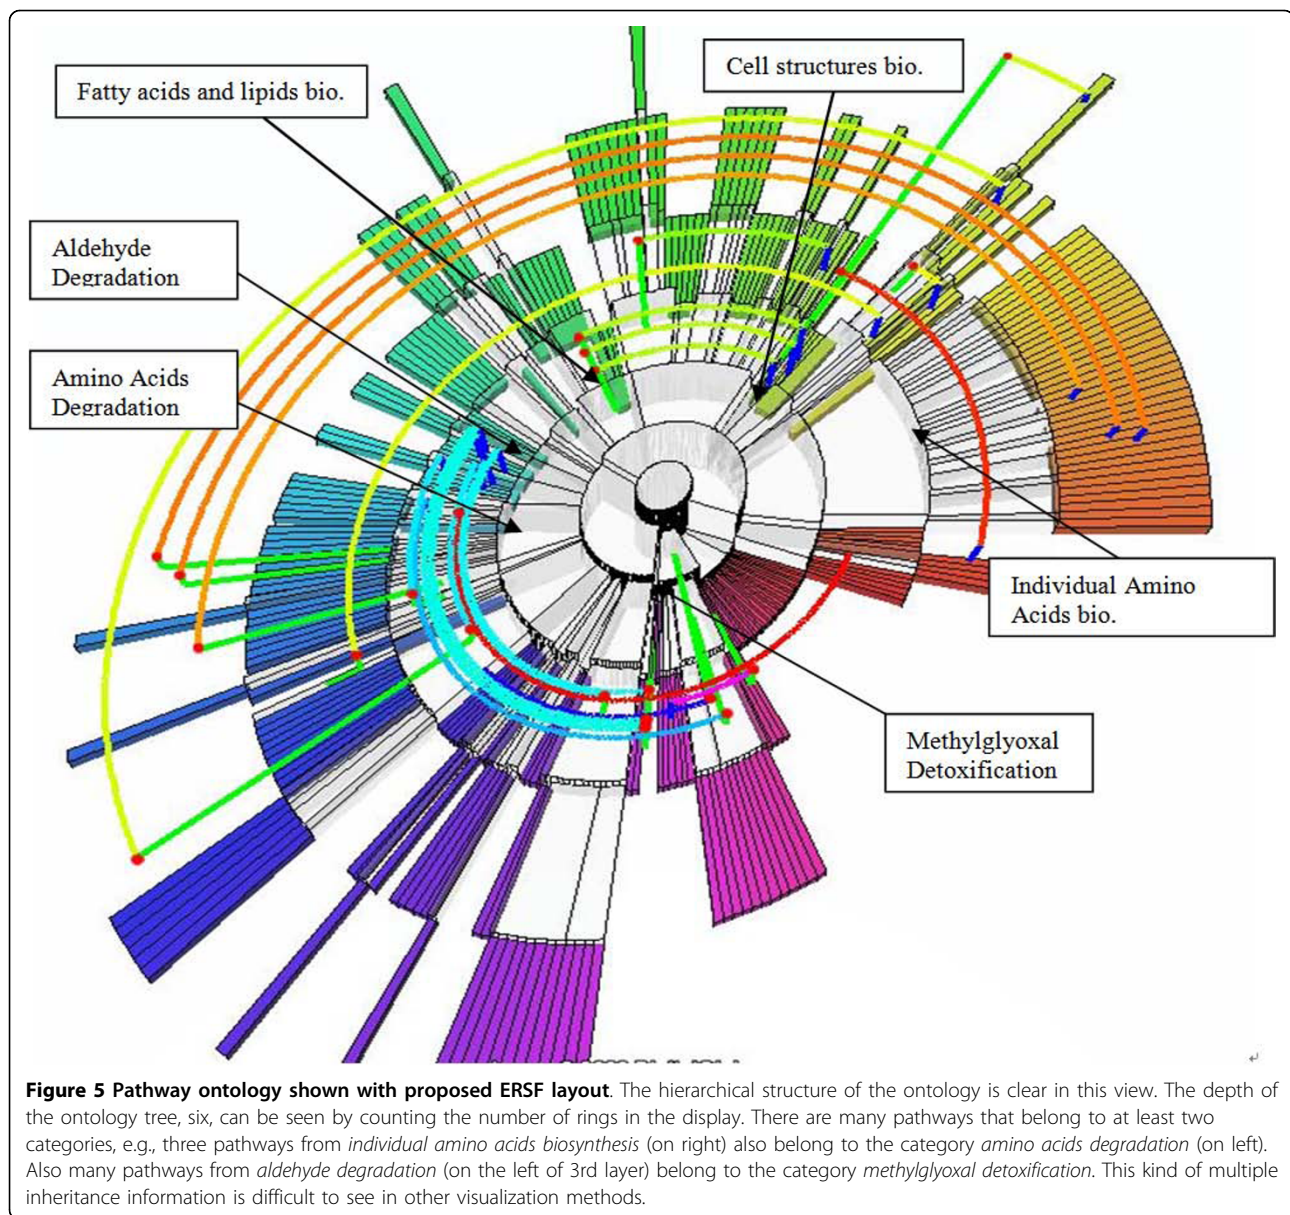 Fatty acids and lipids bio.
Cell structures bio.
Aldehyde
Degradation
Amino Acids
Degradation
Individual Amino
Acids bio.
Methylglyoxal
Detoxification
Figure 5 Pathway ontology shown with proposed ERSF layout. The hierarchical structure of the ontology is clear in this view. The depth of
the ontology tree, six, can be seen by counting the number of rings in the display. There are many pathways that belong to at least two
categories, e.g., three pathways from individual amino acids biosynthesis (on right) also belong to the category amino acids degradation (on left).
Also many pathways from aldehyde degradation (on the left of 3rd layer) belong to the category methylglyoxal detoxification. This kind of multiple
inheritance information is difficult to see in other visualization methods.